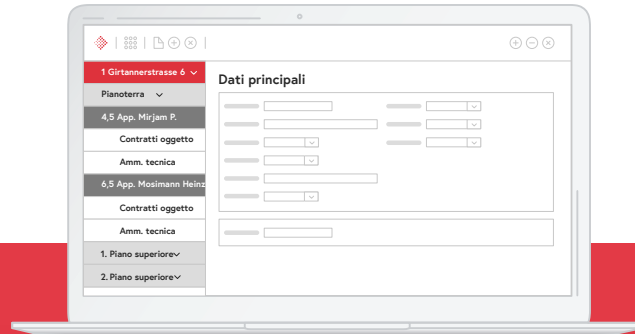 1 Girtannerstrasse 6
Dati principali
Pianoterra
4,5 App. Mirjam P.
Contratti oggetto
Amm. tecnica
6,5 App. Mosimann Heinz
Contratti oggetto
Amm. tecnica
1. Piano superiore
2. Piano superiore